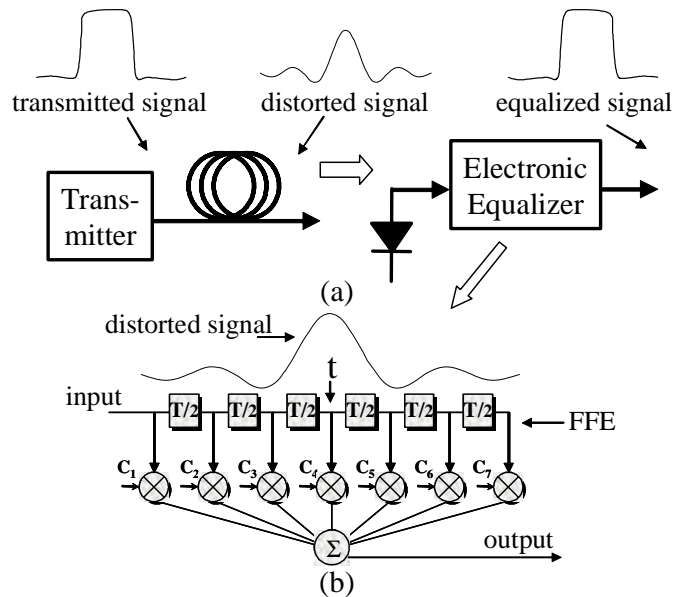 transmitted signal
distorted signal
equalized signal
Trans-
mitter
Electronic
Equalizer
(a)
distorted signal
t
input
T/2 T/2 T/2 T/2 T/2 T/2
FFE
C1 C2 C3 C4 C5 C6 C7
Σ
output
(b)